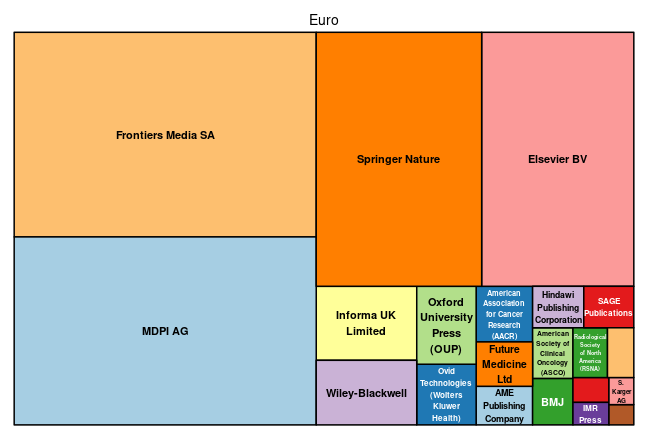 Euro
Frontiers Media SA
MDPI AG
Springer Nature
Elsevier BV
Informa UK
Limited
Wiley-Blackwell
Oxford
University
Press
(OUP)
Ovid
Technologies
(Wolters
Kluwer
Health)
American
Association
for Cancer
Research
(AACR)
Future
Medicine
Ltd
AME
Publishing
Company
Hindawi
Publishing
Corporation
American
Society of
Clinical
Oncology
(ASCO)
BMJ
SAGE
Publications
Radiological
Society
of North
America
(RSNA)
IMR
Press
S.
Karger
AG